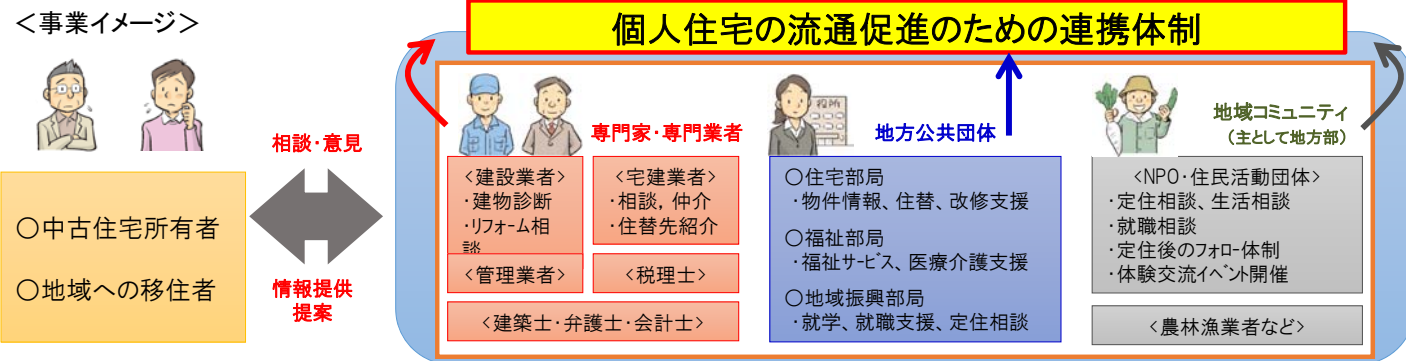 ＜事業イメージ＞
個人住宅の流通促進のための連携体制
相談・意見
情報提供
提案
○中古住宅所有者
○地域への移住者
専門家・専門業者
＜建設業者＞
・建物診断
・リフォーム相
談
＜宅建業者＞
・相談，仲介
・住替先紹介
＜管理業者＞
＜税理士＞
＜建築士・弁護士・会計士＞
役所
地方公共団体
○住宅部局
・物件情報、住替、改修支援
○福祉部局
・福祉サービス、医療介護支援
○地域振興部局
・就学、就職支援、定住相談
地域コミュニティ
（主として地方部）
＜NPO・住民活動団体＞
・定住相談、生活相談
・就職相談
・定住後のフォロー体制
・体験交流イベント開催
＜農林漁業者など＞